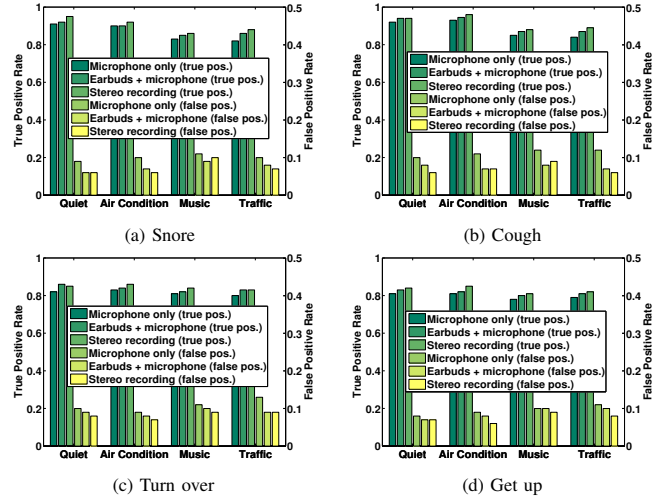 1
0.8
0.6
0.4
0.2
0
True Positive Rate
0.5
0.4
0.3
0.2
0.1
0
False Positive Rate
Microphone only (true pos.)
Earbuds + microphone (true pos.)
Stereo recording (true pos.)
Microphone only (false pos.)
Earbuds + microphone (false pos.)
Stereo recording (false pos.)
Quiet Air Condition Music Traffic
(a) Snore
1
0.8
0.6
0.4
0.2
0
True Positive Rate
0.5
0.4
0.3
0.2
0.1
0
False Positive Rate
Microphone only (true pos.)
Earbuds + microphone (true pos.)
Stereo recording (true pos.)
Microphone only (false pos.)
Earbuds + microphone (false pos.)
Stereo recording (false pos.)
Quiet Air Condition Music Traffic
(b) Cough
1
0.8
0.6
0.4
0.2
0
True Positive Rate
0.5
0.4
0.3
0.2
0.1
0
False Positive Rate
Microphone only (true pos.)
Earbuds + microphone (true pos.)
Stereo recording (true pos.)
Microphone only (false pos.)
Earbuds + microphone (false pos.)
Stereo recording (false pos.)
Quiet Air Condition Music Traffic
(c) Turn over
1
0.8
0.6
0.4
0.2
0
True Positive Rate
0.5
0.4
0.3
0.2
0.1
0
False Positive Rate
Microphone only (true pos.)
Earbuds + microphone (true pos.)
Stereo recording (true pos.)
Microphone only (false pos.)
Earbuds + microphone (false pos.)
Stereo recording (false pos.)
Quiet Air Condition Music Traffic
(d) Get up